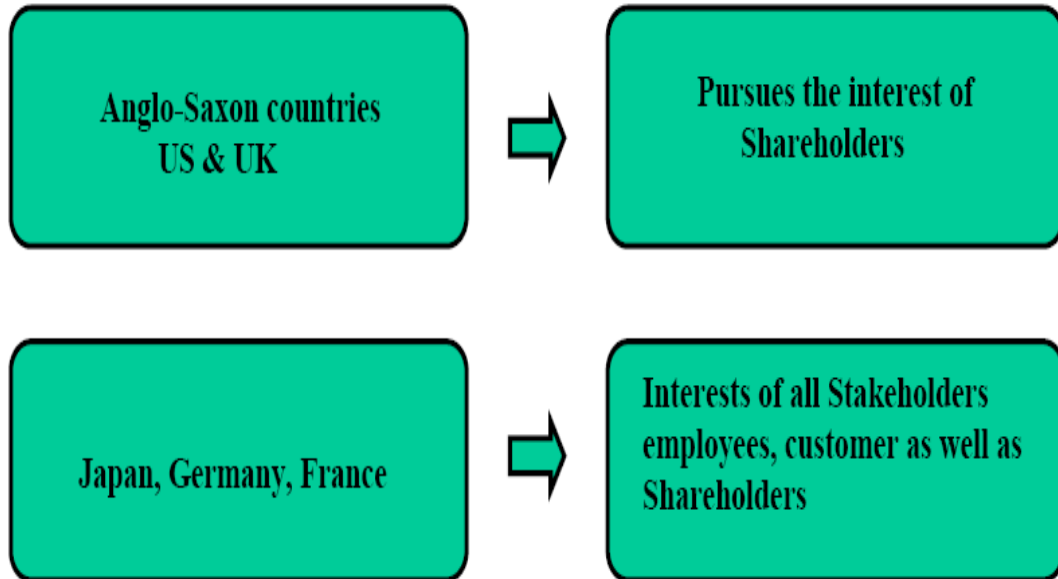 Anglo-Saxon countries
US & UK
Pursues the interest of
Shareholders
Japan, Germany, France
Interests of all Stakeholders
employees, customer as well as
Shareholders